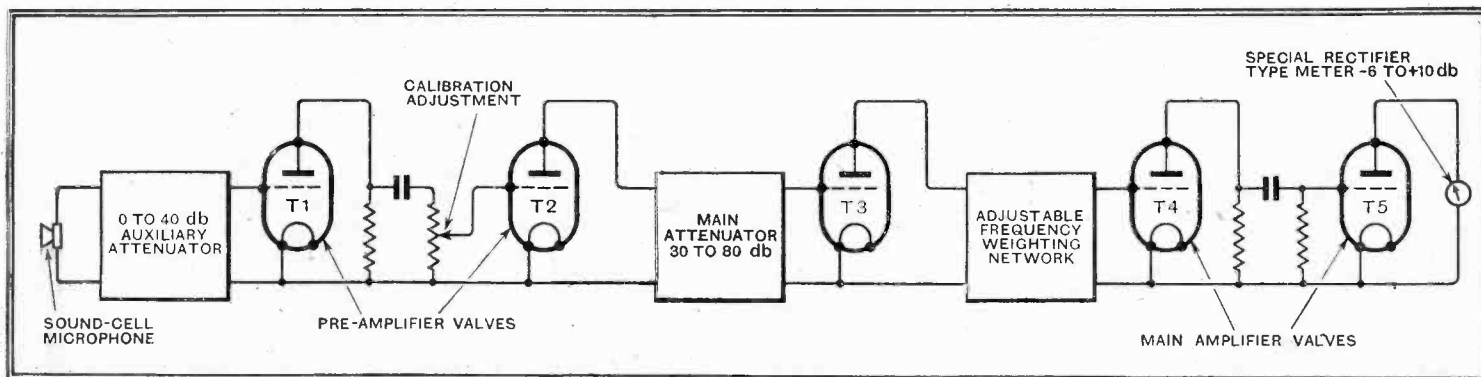 SOUND-CELL
MICROPHONE
0 TO 40 db
AUXILIARY
ATTENUATOR
T1
CALIBRATION
ADJUSTMENT
PRE-AMPLIFIER VALVES
T2
MAIN
ATTENUATOR
30 TO 80 db
T3
ADJUSTABLE
FREQUENCY
WEIGHTING
NETWORK
T4
MAIN AMPLIFIER VALVES
T5
SPECIAL RECTIFIER
TYPE METER -6 TO +10 db